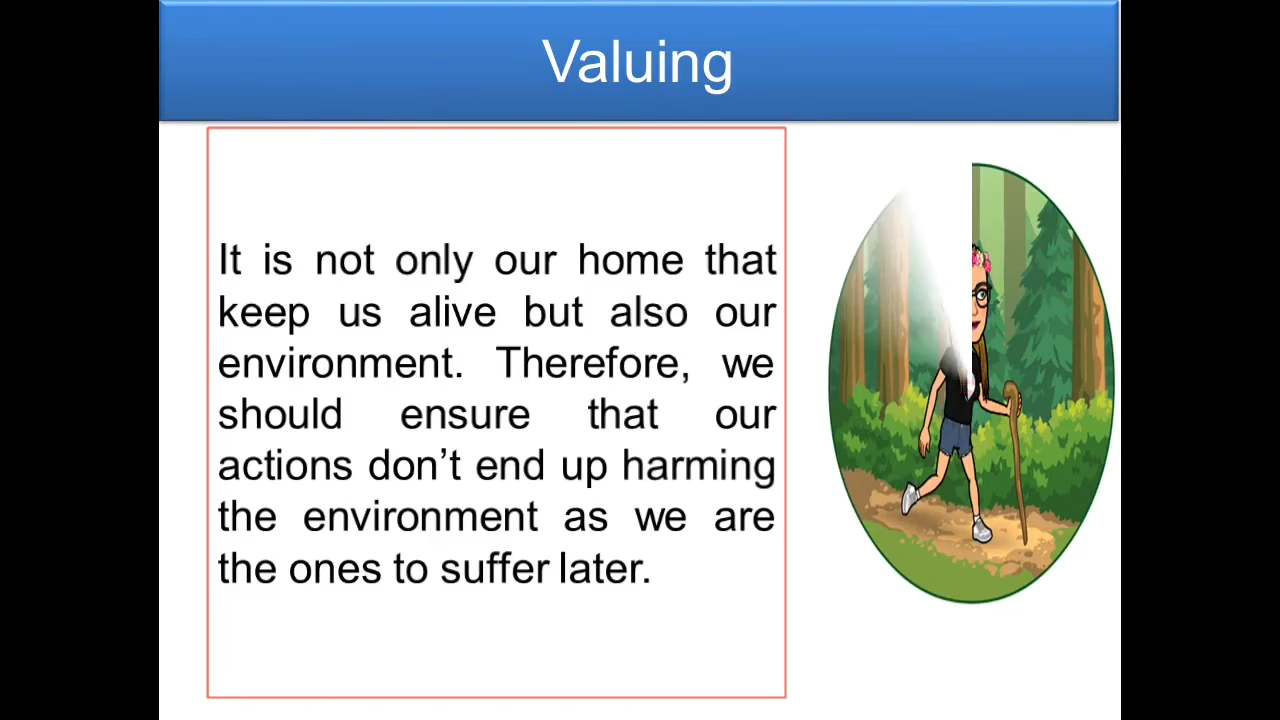 Valuing
It is not only our home that
keep us alive but also our
environment. Therefore, we
should ensure that our
actions don’t end up harming
the environment as we are
the ones to suffer later.